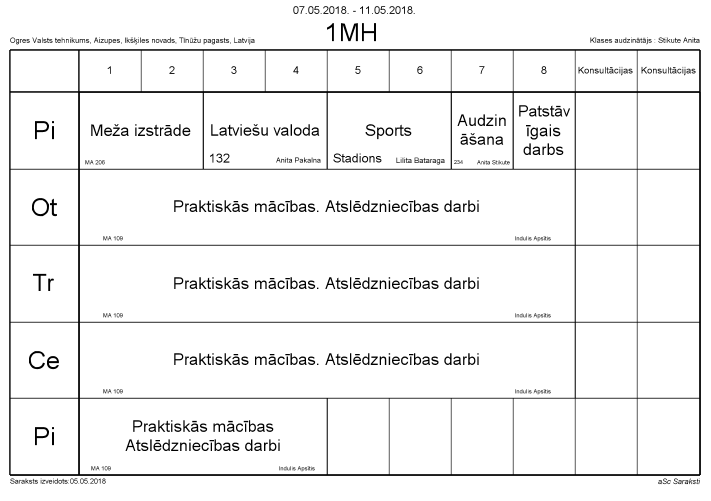 07.05.2018. - 11.05.2018.
1MH
Ogres Valsts tehnikums, Aizupes, Ikšķiles novads, Tīnūžu pagasts, Latvija
Klases audzinātājs : Stikute Anita
1 2 3 4 5 6 7 8 Konsultācijas Konsultācijas
Pi
Meža izstrāde
MA 206
Latviešu valoda
132 Anita Pakalna
Sports
Stadions Lilita Bataraga
Audzin
āšana
234 Anita Stikute
Patstāv
īgais
darbs
Ot
Praktiskās mācības. Atslēdzniecības darbi
MA 109 Indulis Apsītis
Tr
Praktiskās mācības. Atslēdzniecības darbi
MA 109 Indulis Apsītis
Ce
Praktiskās mācības. Atslēdzniecības darbi
MA 109 Indulis Apsītis
Pi
Praktiskās mācības
Atslēdzniecības darbi
MA 109 Indulis Apsītis
Saraksts izveidots:05.05.2018
aSc Saraksti